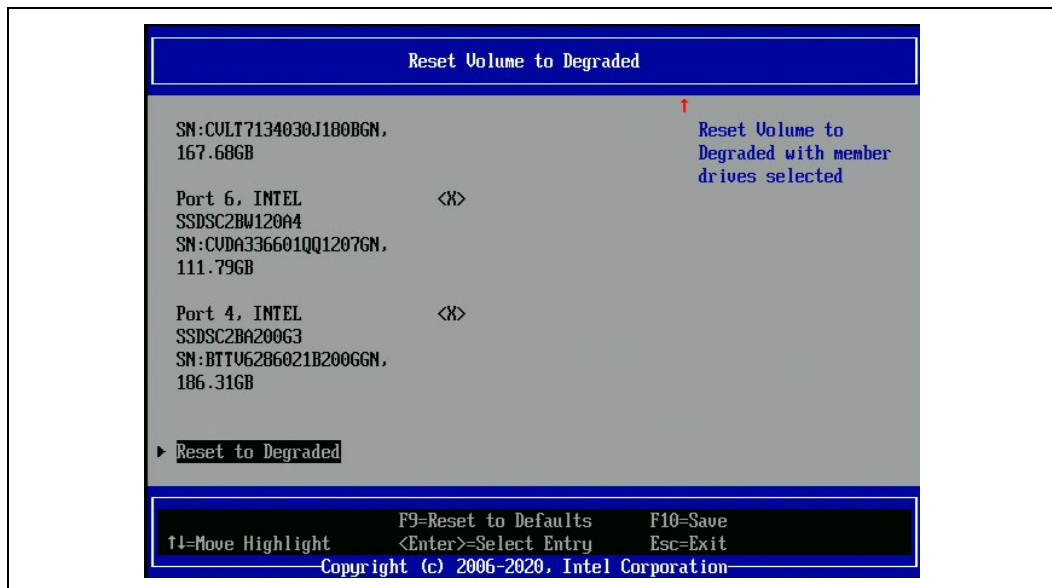 Reset Volume to Degraded
SN:CVLT7134030J180BGN,
167.68GB
Reset Volume to
Degraded with member
drives selected
Port 6, INTEL <X>
SSDSC2BW120A4
SN:CVDA336601QQ1207GN,
111.79GB
Port 4, INTEL <X>
SSDSC2BA200G3
SN:BTTV6286021B200GGN,
186.31GB
Reset to Degraded
F9=Reset to Defaults F10=Save
↑↓=Move Highlight <Enter>=Select Entry Esc=Exit
Copyright (c) 2006-2020, Intel Corporation